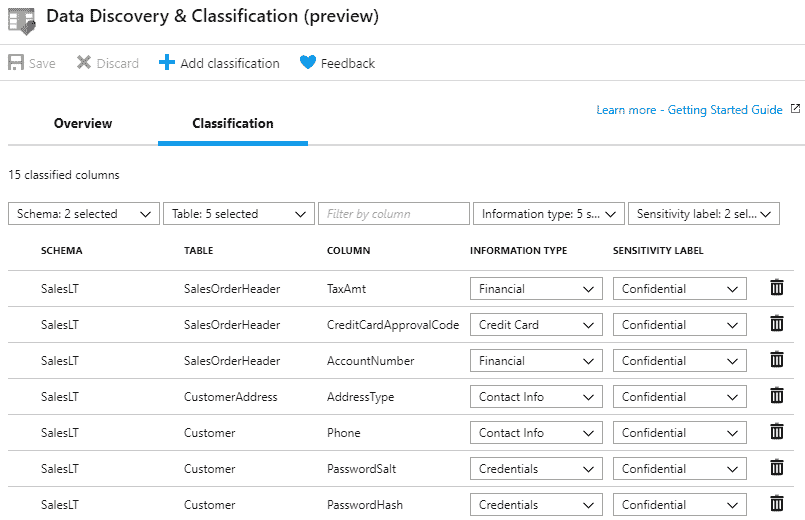 Data Discovery & Classification (preview)
Save Discard Add classification Feedback
Learn more - Getting Started Guide
Overview Classification
15 classified columns
Schema: 2 selected Table: 5 selected Filter by column Information type: 5 s... Sensitivity label: 2 sel...
SCHEMA TABLE COLUMN INFORMATION TYPE SENSITIVITY LABEL
SalesLT SalesOrderHeader TaxAmt Financial Confidential
SalesLT SalesOrderHeader CreditCardApprovalCode Credit Card Confidential
SalesLT SalesOrderHeader AccountNumber Financial Confidential
SalesLT CustomerAddress AddressType Contact Info Confidential
SalesLT Customer Phone Contact Info Confidential
SalesLT Customer PasswordSalt Credentials Confidential
SalesLT Customer PasswordHash Credentials Confidential